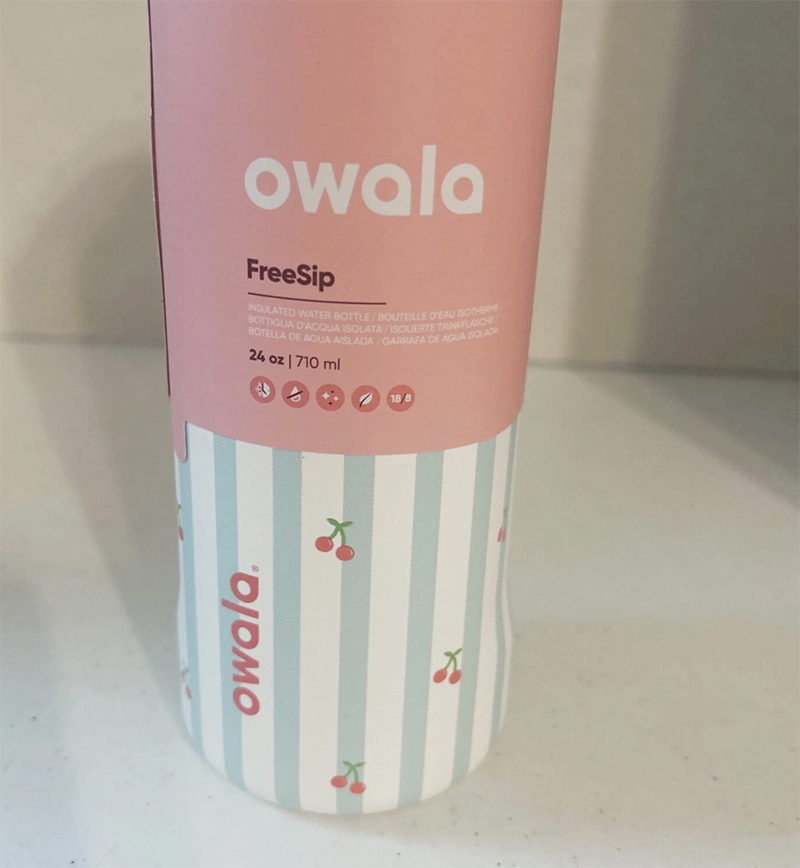 owala
FreeSip
INSULATED WATER BOTTLE / BOUTEILLE D'EAU ISOTHERME
BOTTIGLIA D'ACQUA ISOLATA / ISOLIERTE TRINKFLASCHE /
BOTELLA DE AGUA AISLADA / GARRAFA DE AGUA ISOLADA
24 oz | 710 ml
18/8
owala®